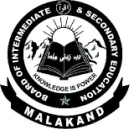 BOARD OF INTERMEDIATE & SECONDARY EDUCATION
KNOWLEDGE IS POWER
MALAKAND